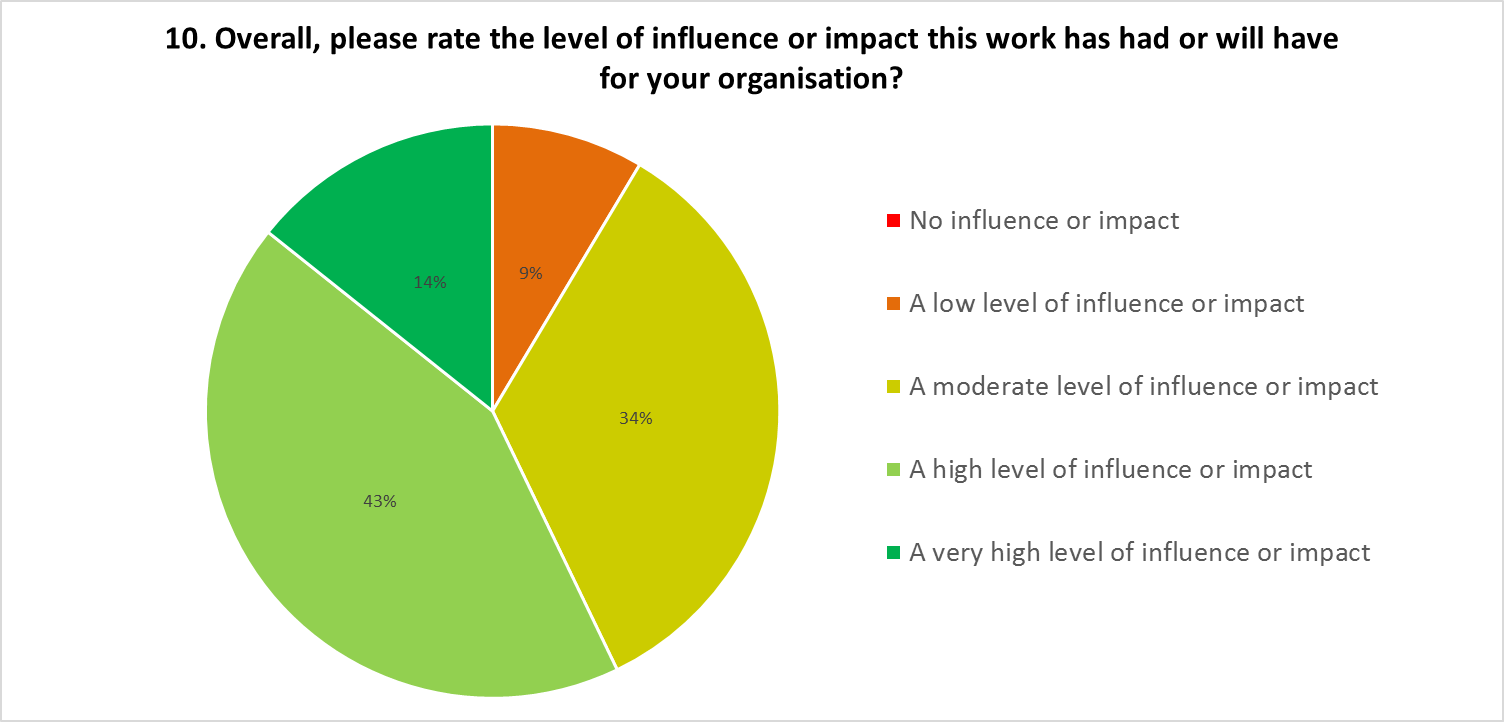 10. Overall, please rate the level of influence or impact this work has had or will have
for your organisation?
14%
9%
34%
43%
No influence or impact
A low level of influence or impact
A moderate level of influence or impact
A high level of influence or impact
A very high level of influence or impact